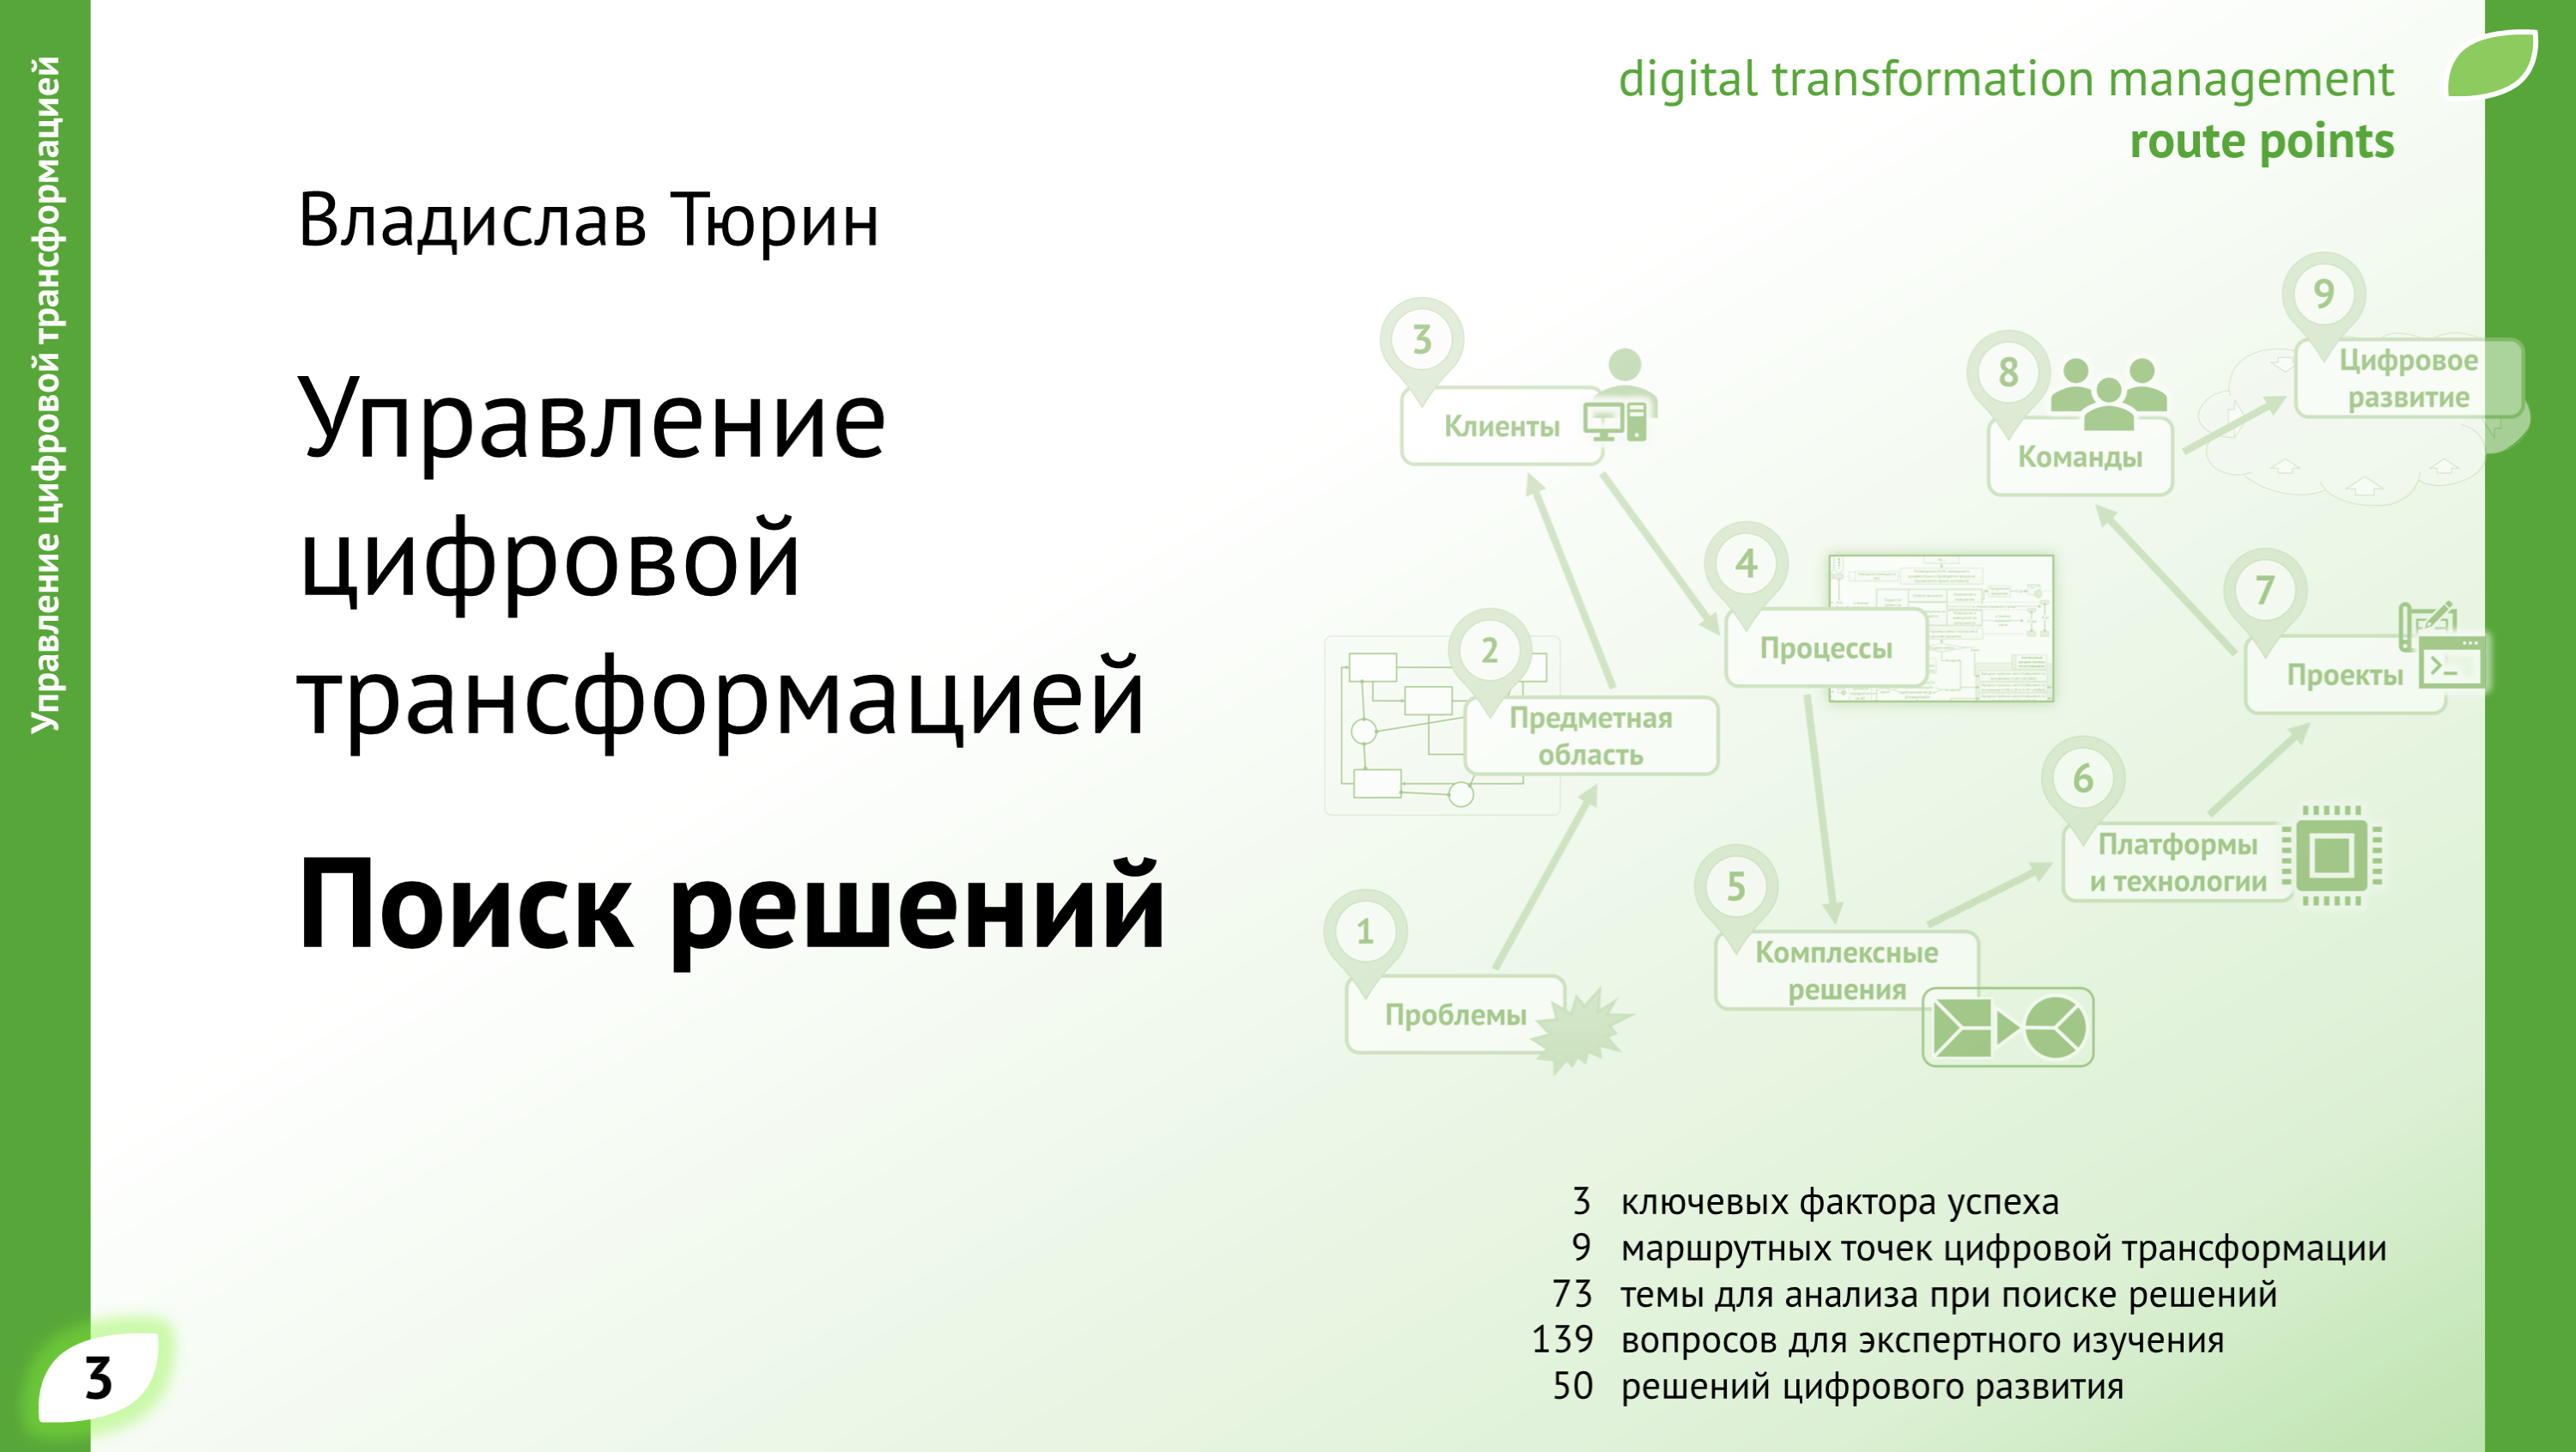 Управление цифровой трансформацией
digital transformation management
route points
Владислав Тюрин
Управление
цифровой
трансформацией
Поиск решений
1
Проблемы
2
Предметная
область
3
Клиенты
4
Процессы
5
Комплексные
решения
6
Платформы
и технологии
7
Проекты
8
Команды
9
Цифровое
развитие
3 ключевых фактора успеха
9 маршрутных точек цифровой трансформации
73 темы для анализа при поиске решений
139 вопросов для экспертного изучения
50 решений цифрового развития
3